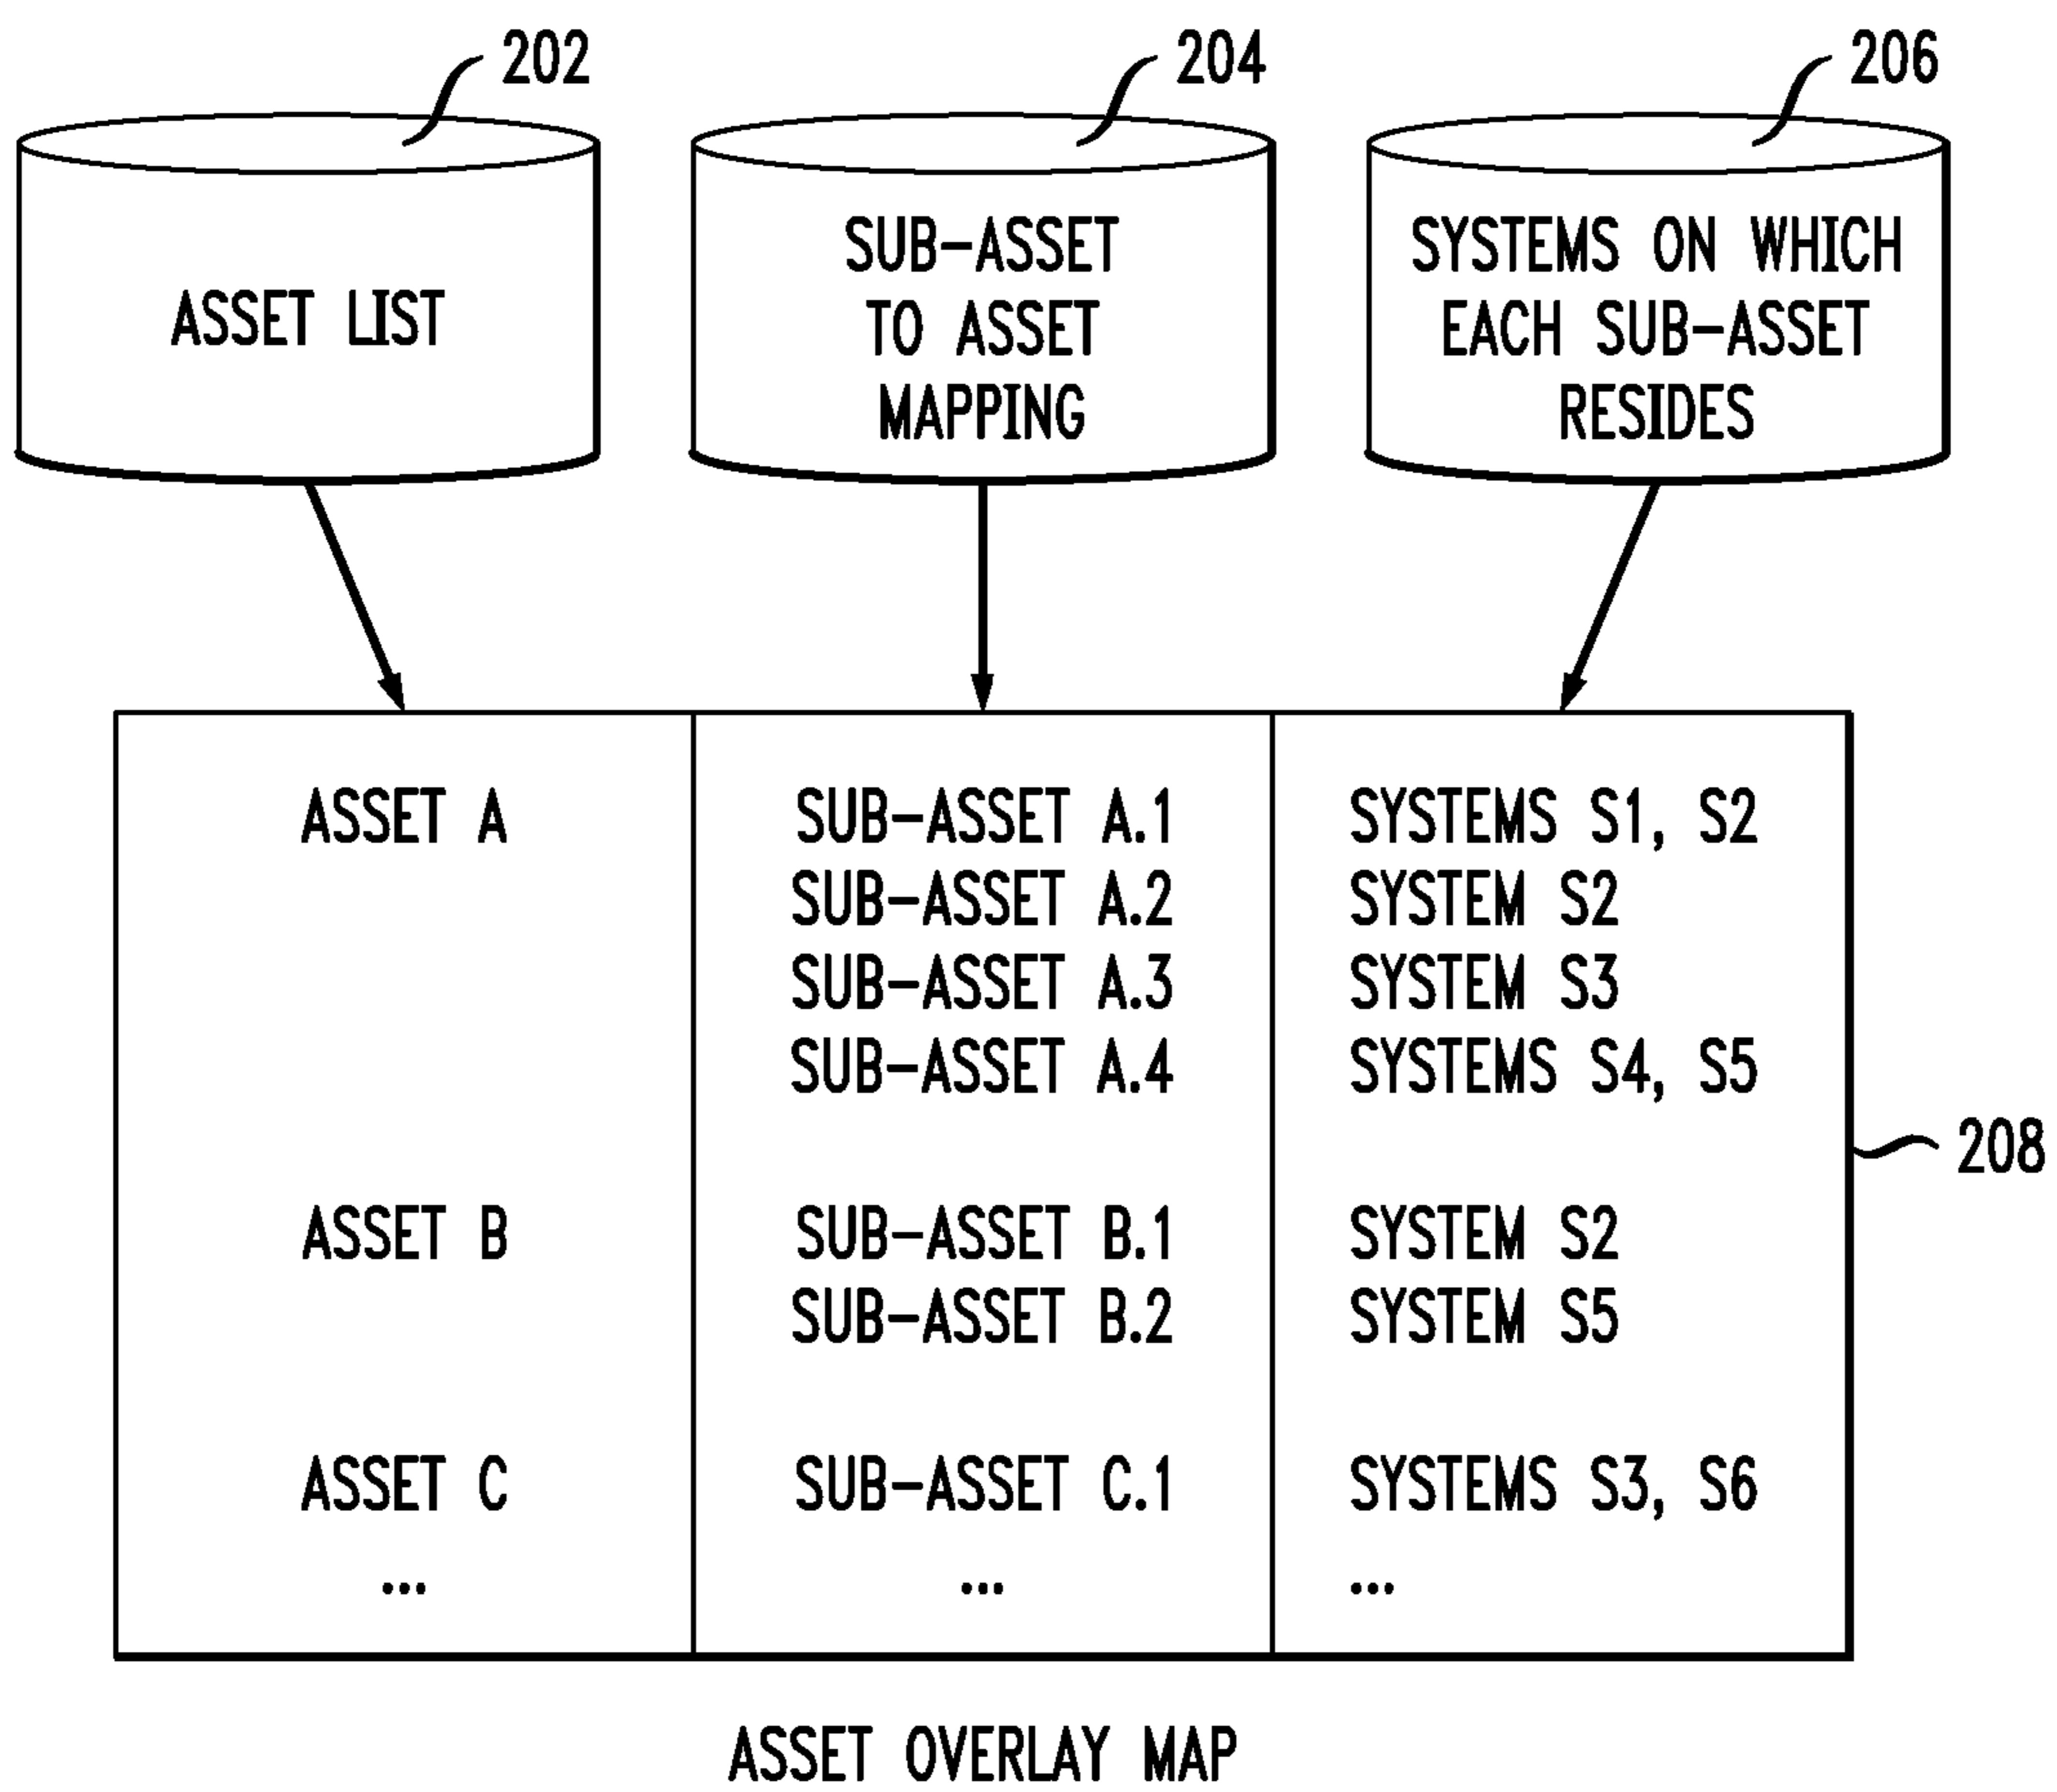 202
204
206
ASSET LIST
SUB-ASSET
TO ASSET
MAPPING
SYSTEMS ON WHICH
EACH SUB-ASSET
RESIDES
ASSET A SUB-ASSET A.1 SYSTEMS S1, S2
SUB-ASSET A.2 SYSTEM S2
SUB-ASSET A.3 SYSTEM S3
SUB-ASSET A.4 SYSTEMS S4, S5
208
ASSET B SUB-ASSET B.1 SYSTEM S2
SUB-ASSET B.2 SYSTEM S5
ASSET C SUB-ASSET C.1 SYSTEMS S3, S6
... ... ...
ASSET OVERLAY MAP